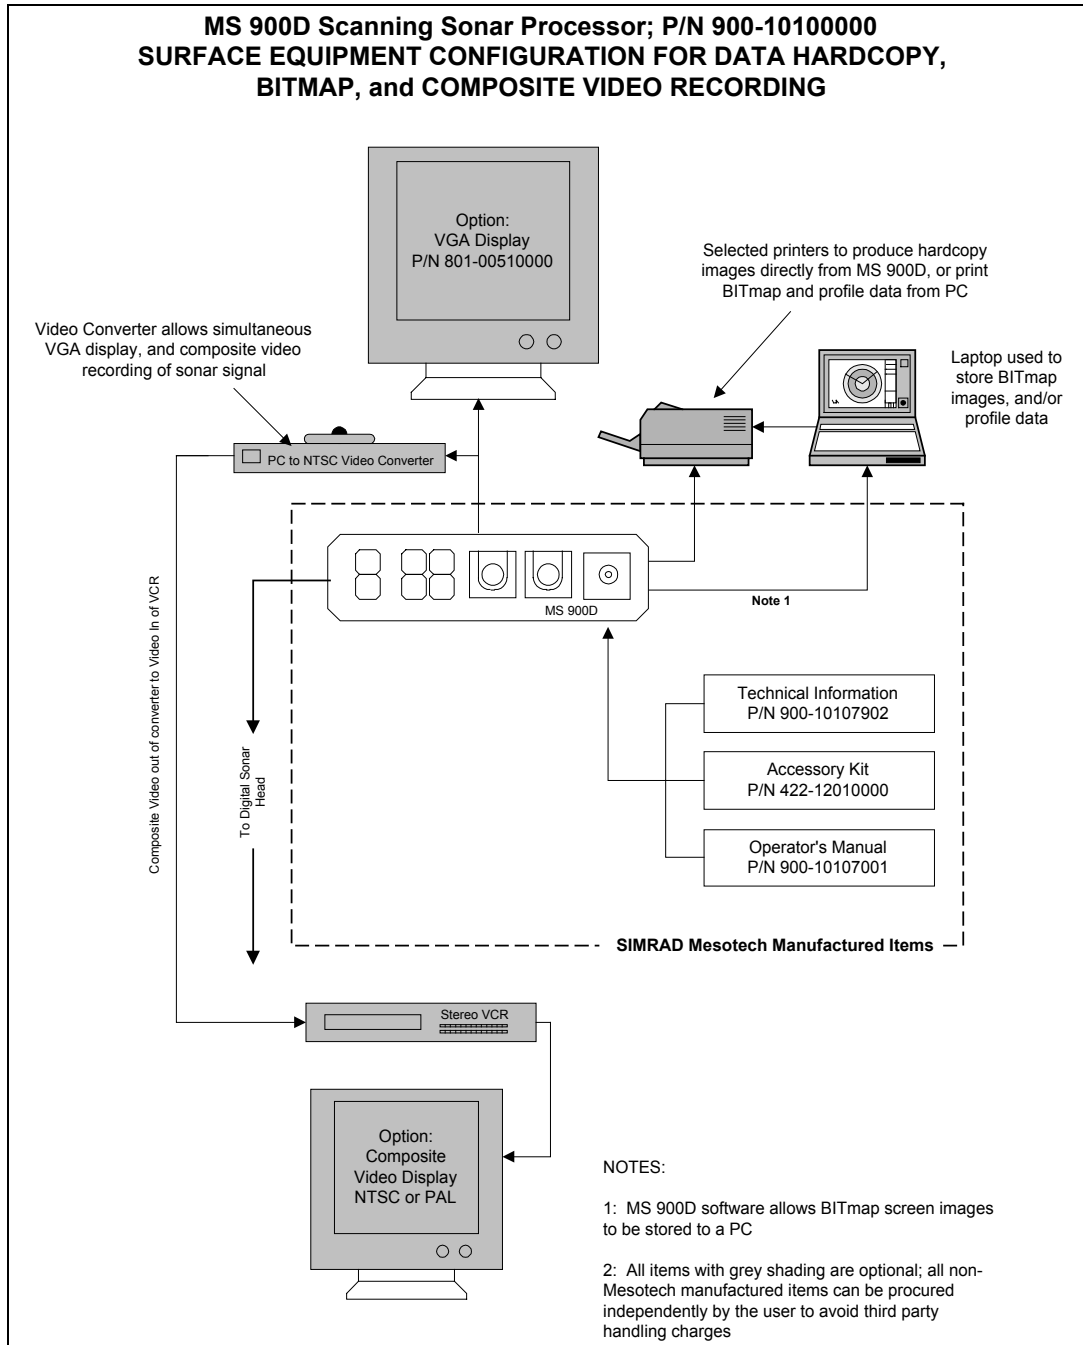 MS 900D Scanning Sonar Processor; P/N 900-10100000
SURFACE EQUIPMENT CONFIGURATION FOR DATA HARDCOPY,
BITMAP, and COMPOSITE VIDEO RECORDING
Option:
VGA Display
P/N 801-00510000
Selected printers to produce hardcopy
images directly from MS 900D, or print
BITmap and profile data from PC
Video Converter allows simultaneous
VGA display, and composite video
recording of sonar signal
Laptop used to
store BITmap
images, and/or
profile data
PC to NTSC Video Converter
MS 900D
Note 1
Composite Video out of converter to Video In of VCR
To Digital Sonar
Head
Technical Information
P/N 900-10107902
Accessory Kit
P/N 422-12010000
Operator's Manual
P/N 900-10107001
SIMRAD Mesotech Manufactured Items
Stereo VCR
Option:
Composite
Video Display
NTSC or PAL
NOTES:
1: MS 900D software allows BITmap screen images
to be stored to a PC
2: All items with grey shading are optional; all non-
Mesotech manufactured items can be procured
independently by the user to avoid third party
handling charges